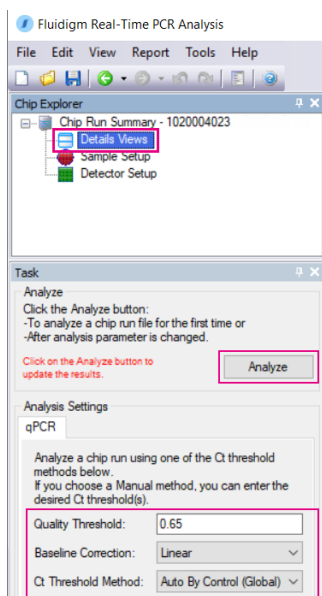 Fluidigm Real-Time PCR Analysis
File Edit View Report Tools Help
Chip Explorer
Chip Run Summary - 1020004023
Details Views
Sample Setup
Detector Setup
Task
Analyze
Click the Analyze button:
-To analyze a chip run file for the first time or
-After analysis parameter is changed.
Click on the Analyze button to
update the results.
Analyze
Analysis Settings
qPCR
Analyze a chip run using one of the Ct threshold
methods below.
If you choose a Manual method, you can enter the
desired Ct threshold(s).
Quality Threshold: 0.65
Baseline Correction: Linear
Ct Threshold Method: Auto By Control (Global)